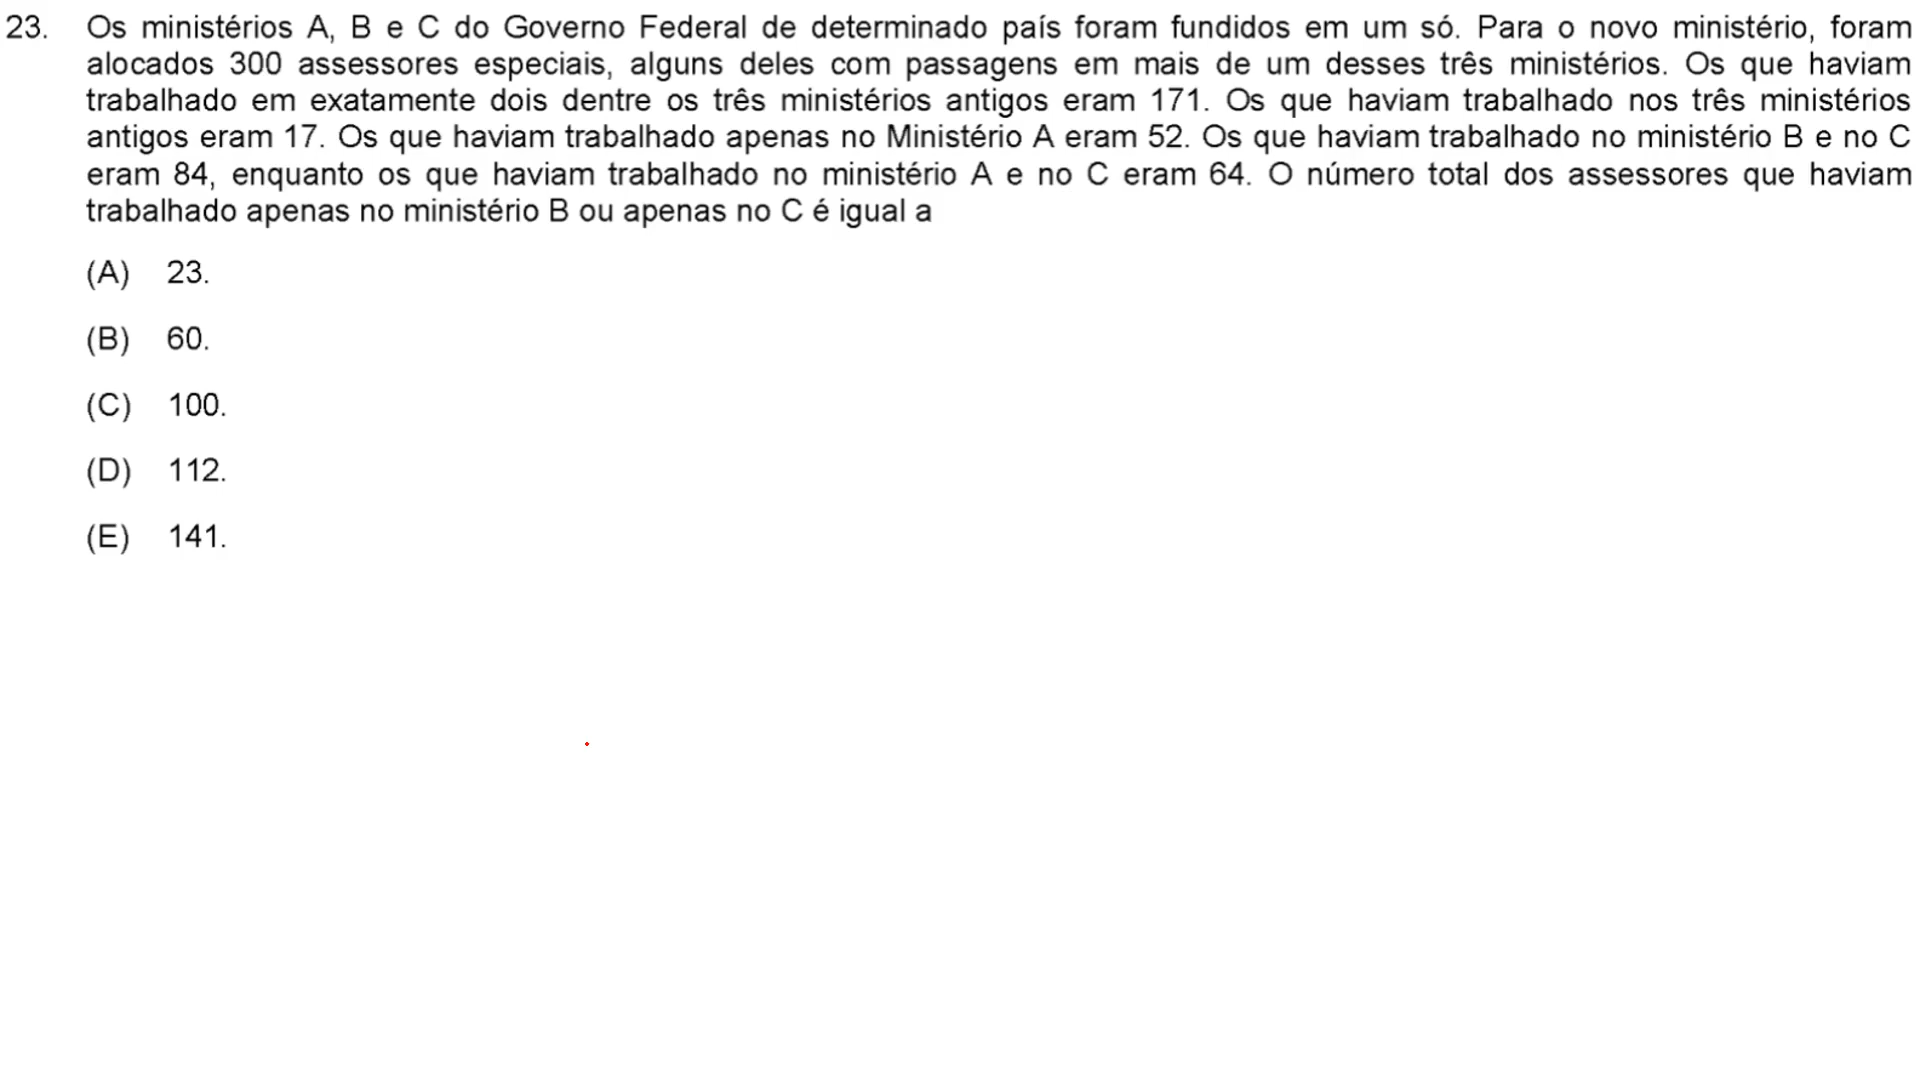 23. Os ministérios A, B e C do Governo Federal de determinado país foram fundidos em um só. Para o novo ministério, foram
alocados 300 assessores especiais, alguns deles com passagens em mais de um desses três ministérios. Os que haviam
trabalhado em exatamente dois dentre os três ministérios antigos eram 171. Os que haviam trabalhado nos três ministérios
antigos eram 17. Os que haviam trabalhado apenas no Ministério A eram 52. Os que haviam trabalhado no ministério B e no C
eram 84, enquanto os que haviam trabalhado no ministério A e no C eram 64. O número total dos assessores que haviam
trabalhado apenas no ministério B ou apenas no C é igual a
(A) 23.
(B) 60.
(C) 100.
(D) 112.
(E) 141.